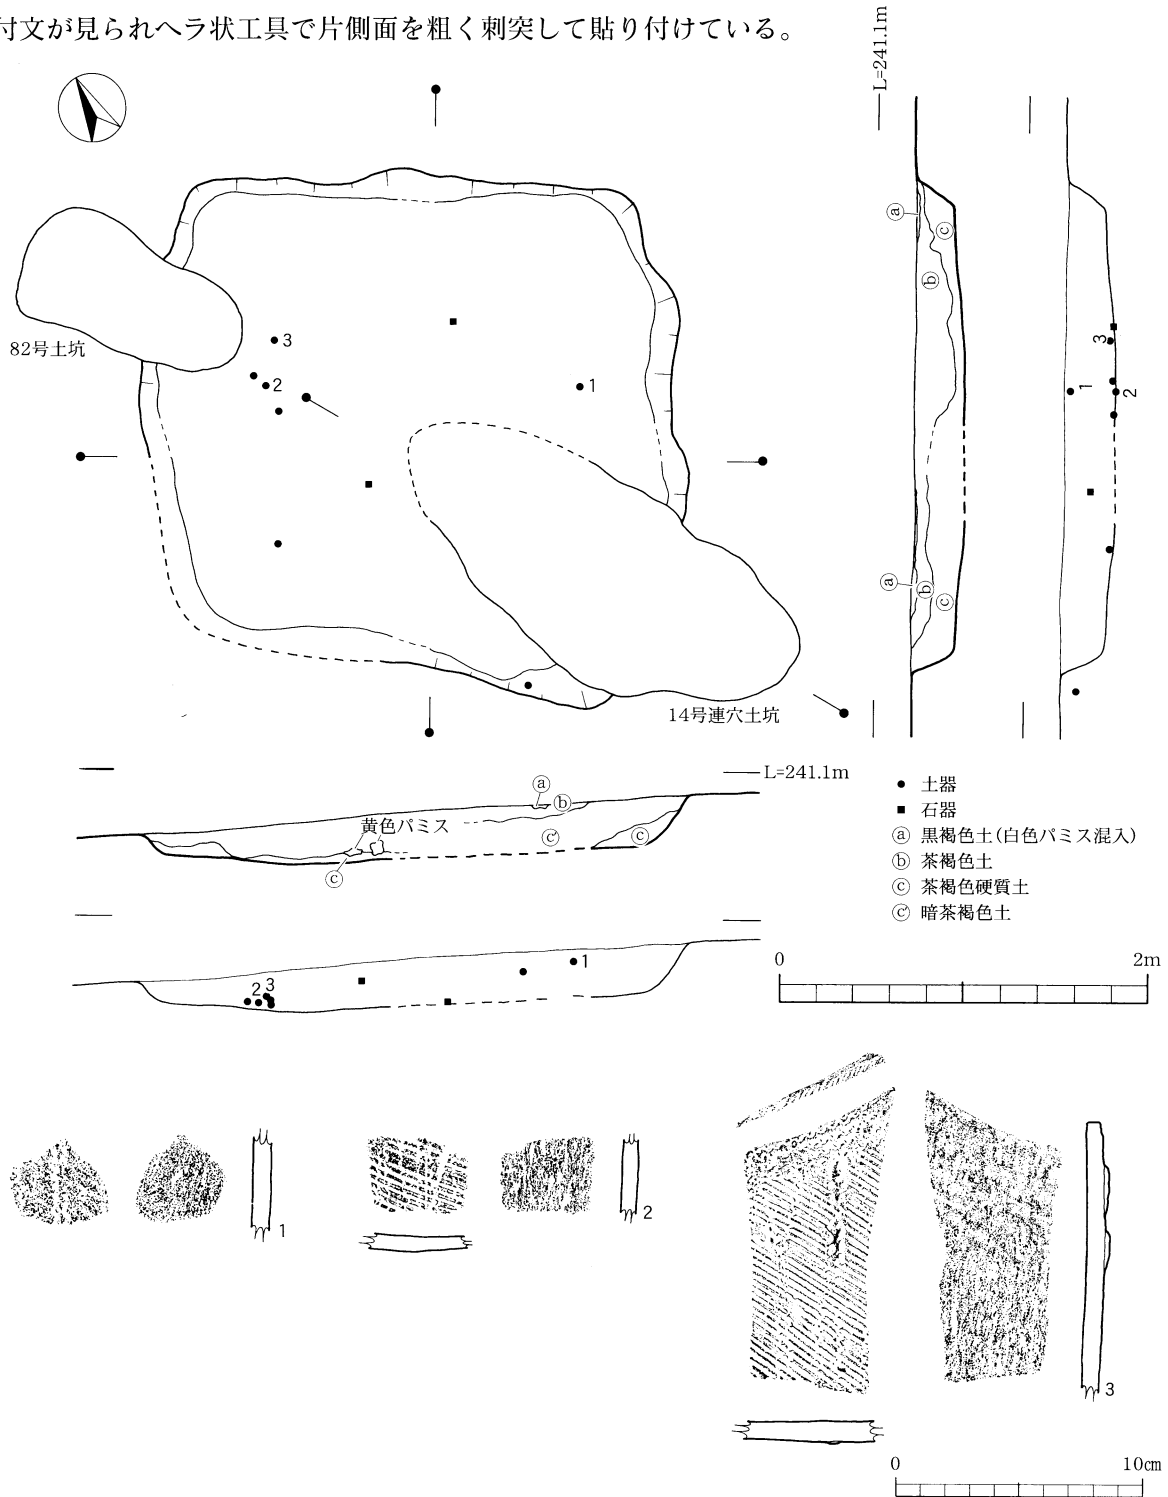 付文が見られヘラ状工具で片側面を粗く刺突して貼り付けている。
L=241.1m
82号土坑
3
2
1
14号連穴土坑
ⓐ
ⓒ
ⓑ
ⓐ
ⓑ
ⓒ
3
1
2
L=241.1m
ⓐ
ⓑ
黄色パミス
ⓒ'
ⓒ
ⓒ
2 3
1
● 土器
■ 石器
ⓐ 黒褐色土(白色パミス混入)
ⓑ 茶褐色土
ⓒ 茶褐色硬質土
ⓒ' 暗茶褐色土
0 2m
1
2
3
0 10㎝